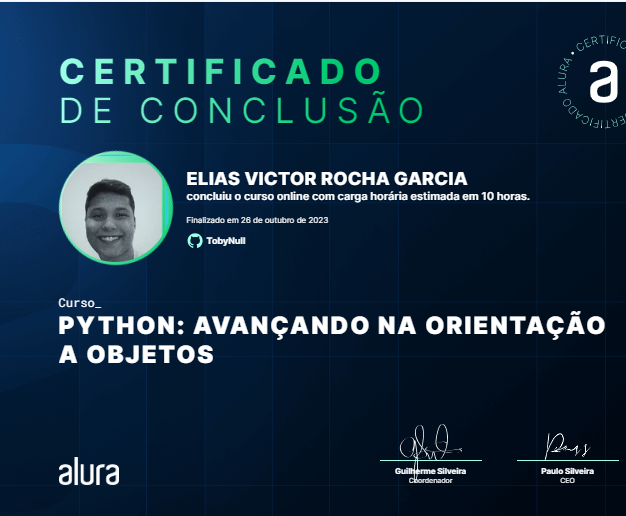 CERTIFICADO
DE CONCLUSÃO
CERTIFICADO ALURA • CERTIFIC
a
ELIAS VICTOR ROCHA GARCIA
concluiu o curso online com carga horária estimada em 10 horas.
Finalizado em 26 de outubro de 2023
TobyNull
Curso_
PYTHON: AVANÇANDO NA ORIENTAÇÃO
A OBJETOS
alura
Guilherme Silveira
Coordenador
Paulo Silveira
CEO